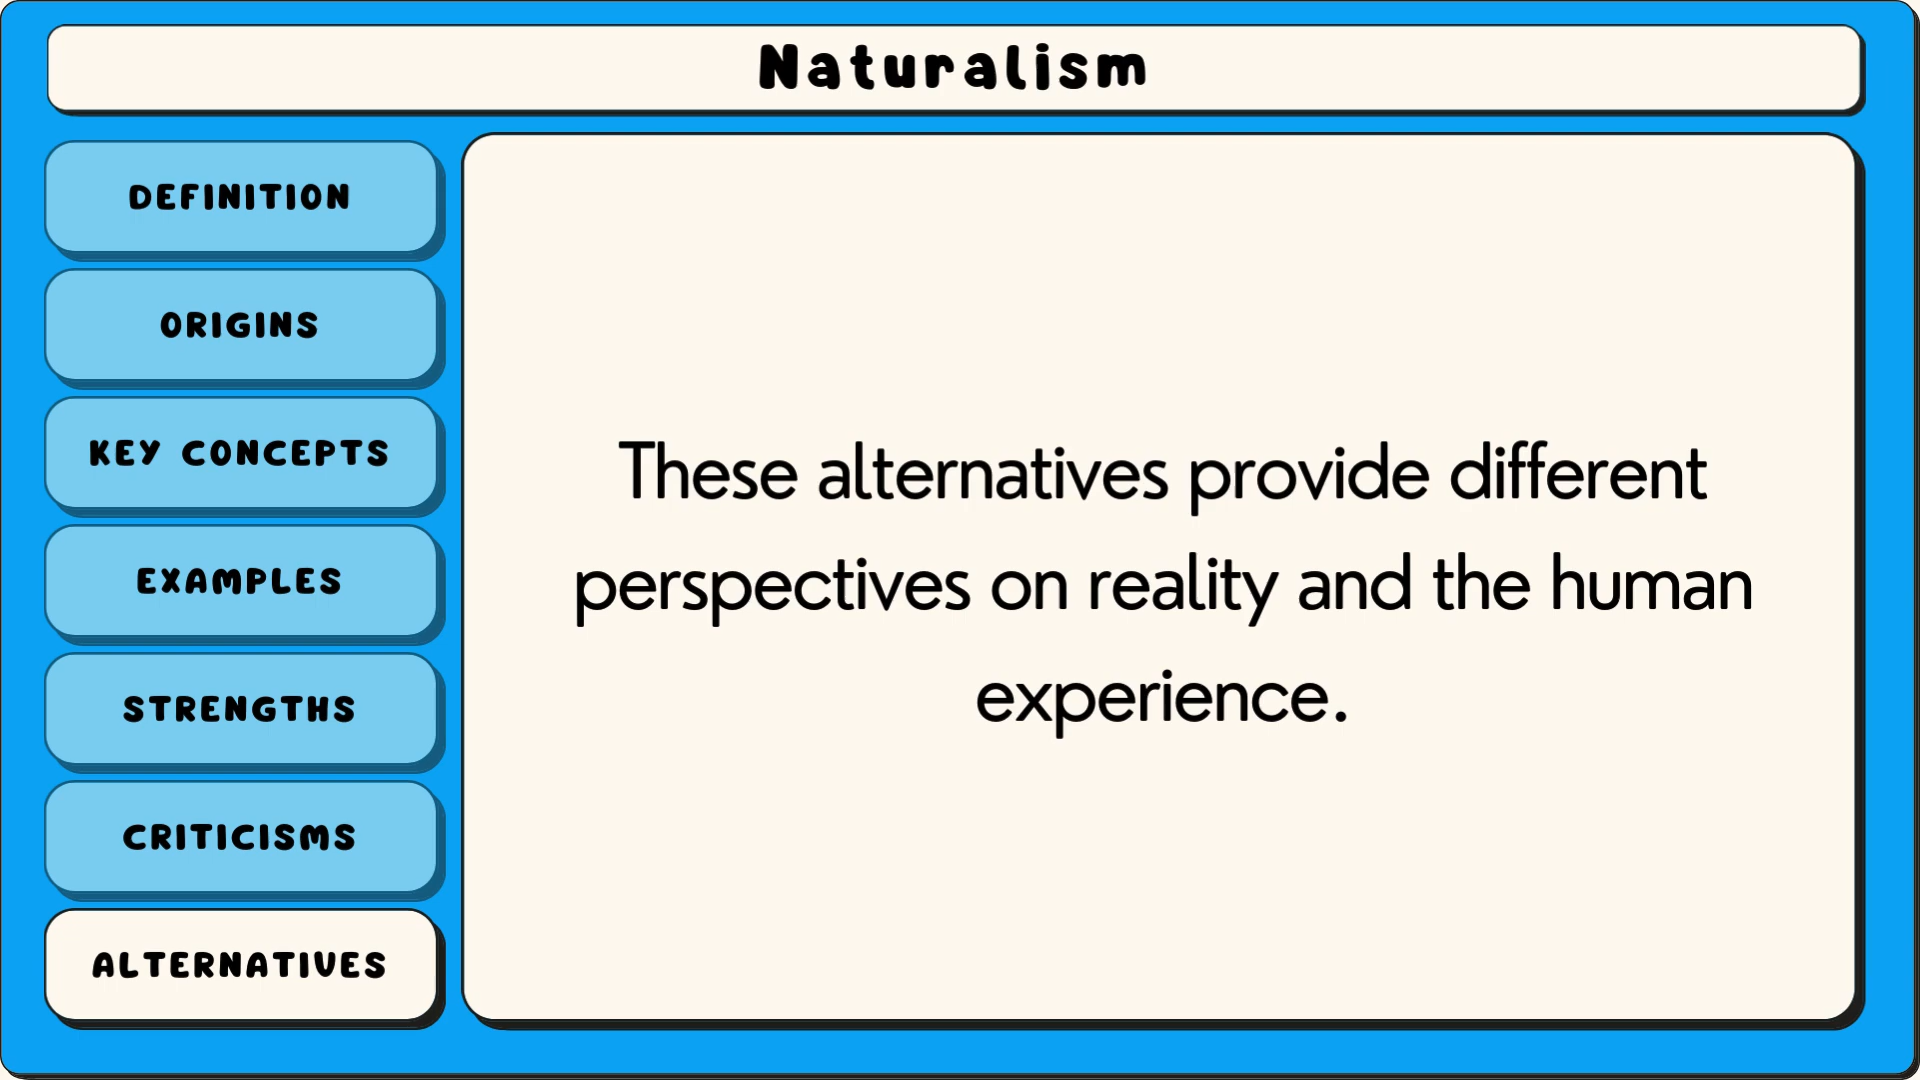 Naturalism
DEFINITION
ORIGINS
KEY CONCEPTS
EXAMPLES
STRENGTHS
CRITICISMS
ALTERNATIVES
These alternatives provide different
perspectives on reality and the human
experience.